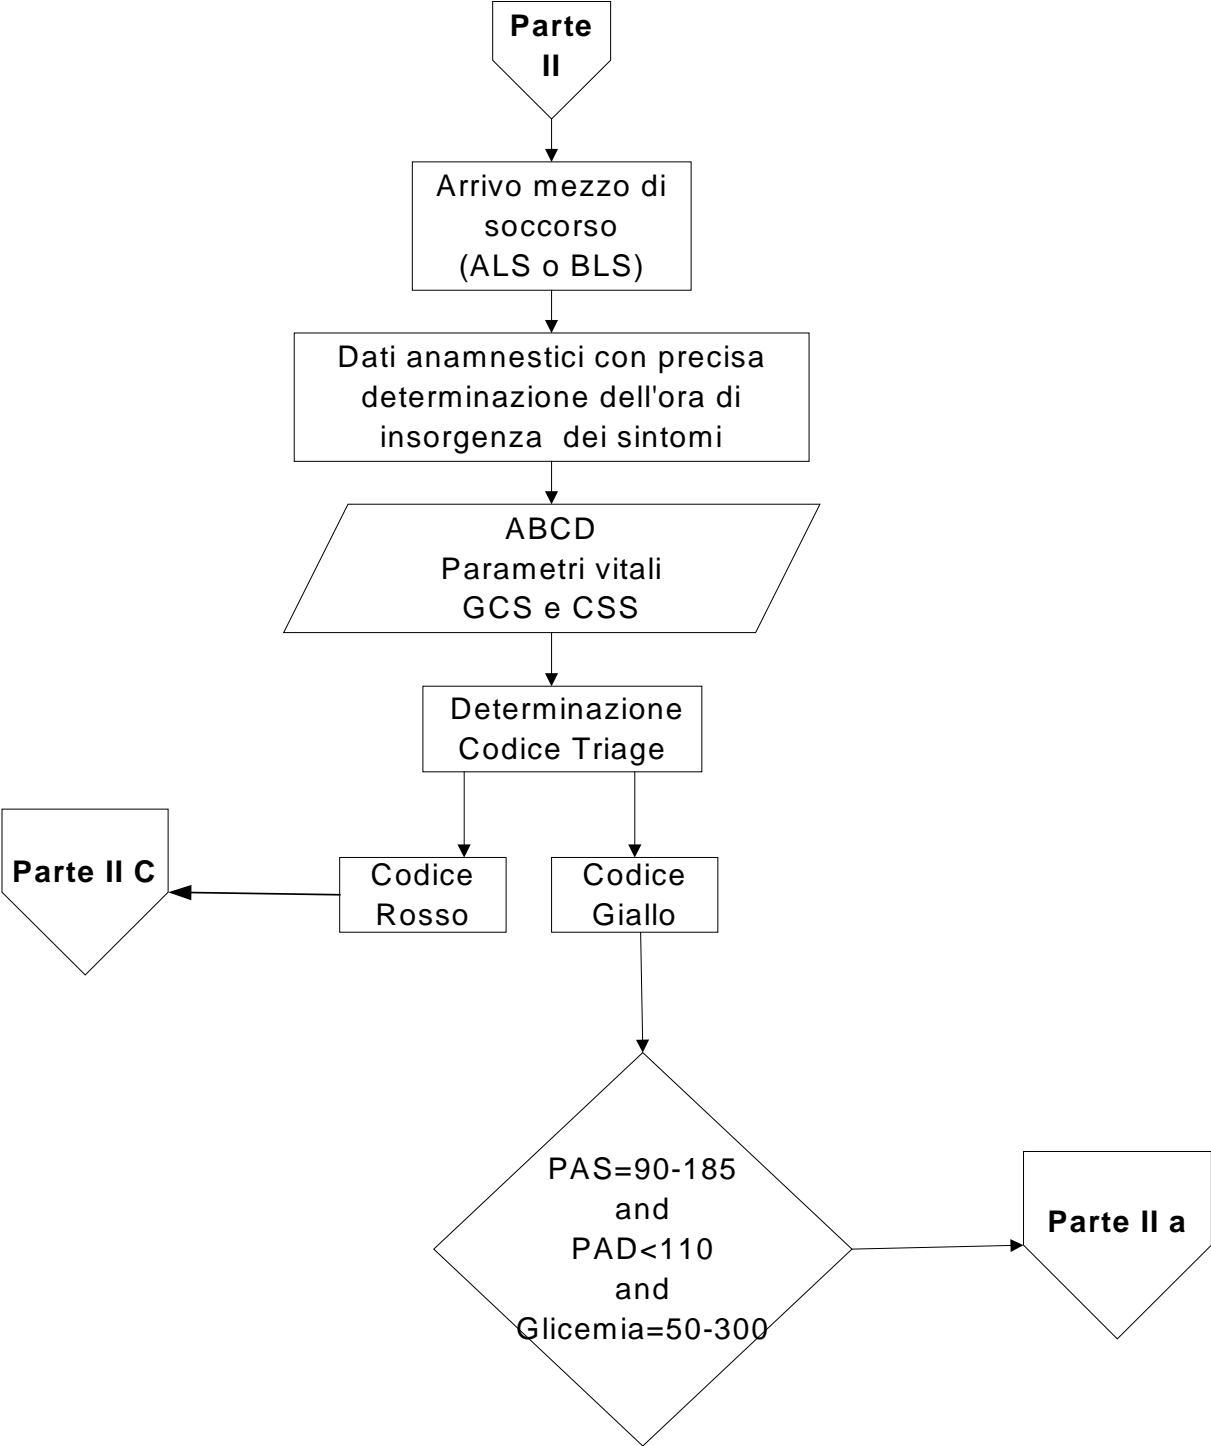 Parte
II
Arrivo mezzo di
soccorso
(ALS o BLS)
Dati anamnestici con precisa
determinazione dell'ora di
insorgenza dei sintomi
ABCD
Parametri vitali
GCS e CSS
Determinazione
Codice Triage
Parte II C
Codice
Rosso
Codice
Giallo
PAS=90-185
and
PAD<110
and
Glicemia=50-300
Parte II a